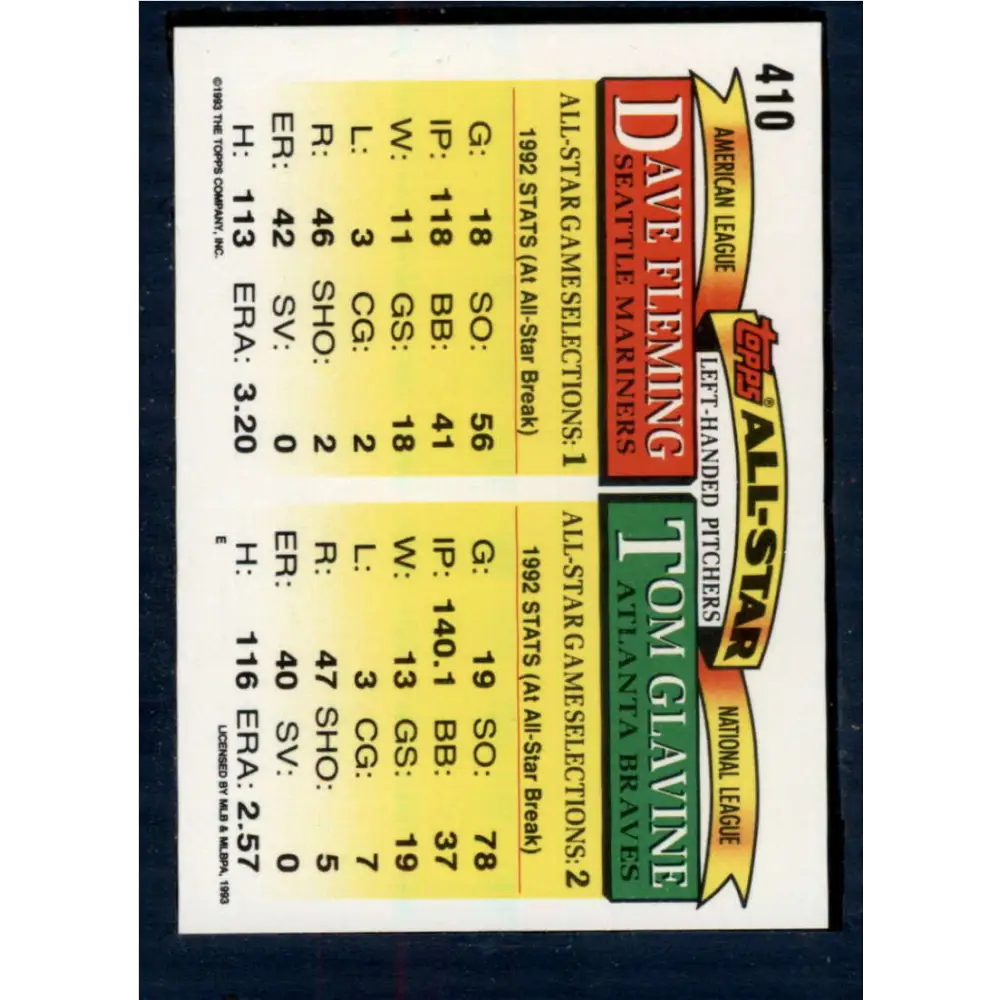 410
topps® ALL-STAR
AMERICAN LEAGUE
LEFT-HANDED PITCHERS
NATIONAL LEAGUE
DAVE FLEMING
SEATTLE MARINERS
ALL-STAR GAME SELECTIONS: 1
1992 STATS (At All-Star Break)
G: 18 SO: 56
IP: 118 BB: 41
W: 11 GS: 18
L: 3 CG: 2
R: 46 SHO: 2
ER: 42 SV: 0
H: 113 ERA: 3.20
TOM GLAVINE
ATLANTA BRAVES
ALL-STAR GAME SELECTIONS: 2
1992 STATS (At All-Star Break)
G: 19 SO: 78
IP: 140.1 BB: 37
W: 13 GS: 19
L: 3 CG: 7
R: 47 SHO: 5
ER: 40 SV: 0
H: 116 ERA: 2.57
©1993 THE TOPPS COMPANY, INC.
E
LICENSED BY MLB & MLBPA, 1993